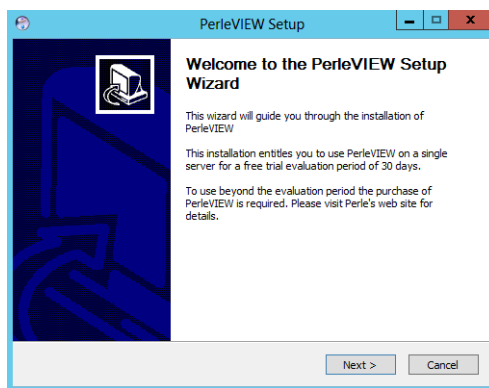 PerleVIEW Setup
Welcome to the PerleVIEW Setup
Wizard
This wizard will guide you through the installation of
PerleVIEW
This installation entitles you to use PerleVIEW on a single
server for a free trial evaluation period of 30 days.
To use beyond the evaluation period the purchase of
PerleVIEW is required. Please visit Perle's web site for
details.
Next >
Cancel